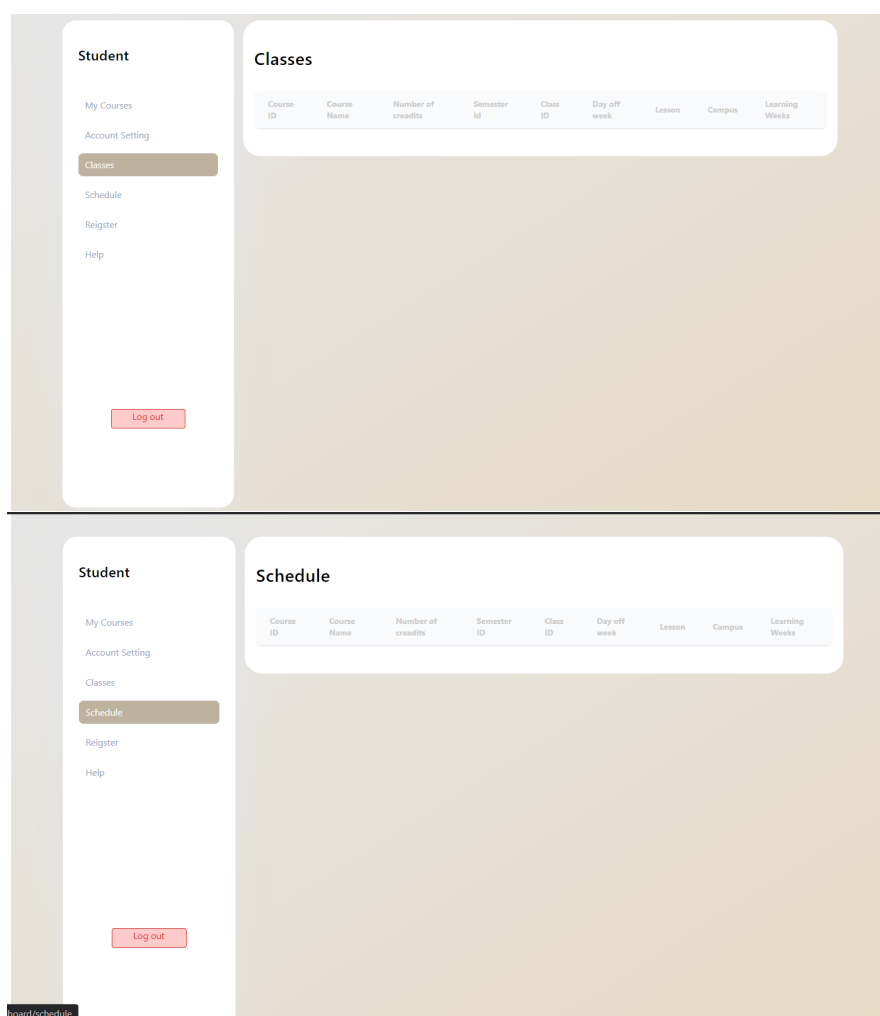 Student
My Courses
Account Setting
Classes
Schedule
Reigster
Help
Log out
Classes
Course ID
Course Name
Number of creadits
Semester Id
Class ID
Day off week
Lesson
Campus
Learning Weeks
Student
My Courses
Account Setting
Classes
Schedule
Reigster
Help
Log out
Schedule
Course ID
Course Name
Number of creadits
Semester ID
Class ID
Day off week
Lesson
Campus
Learning Weeks
board/schedule